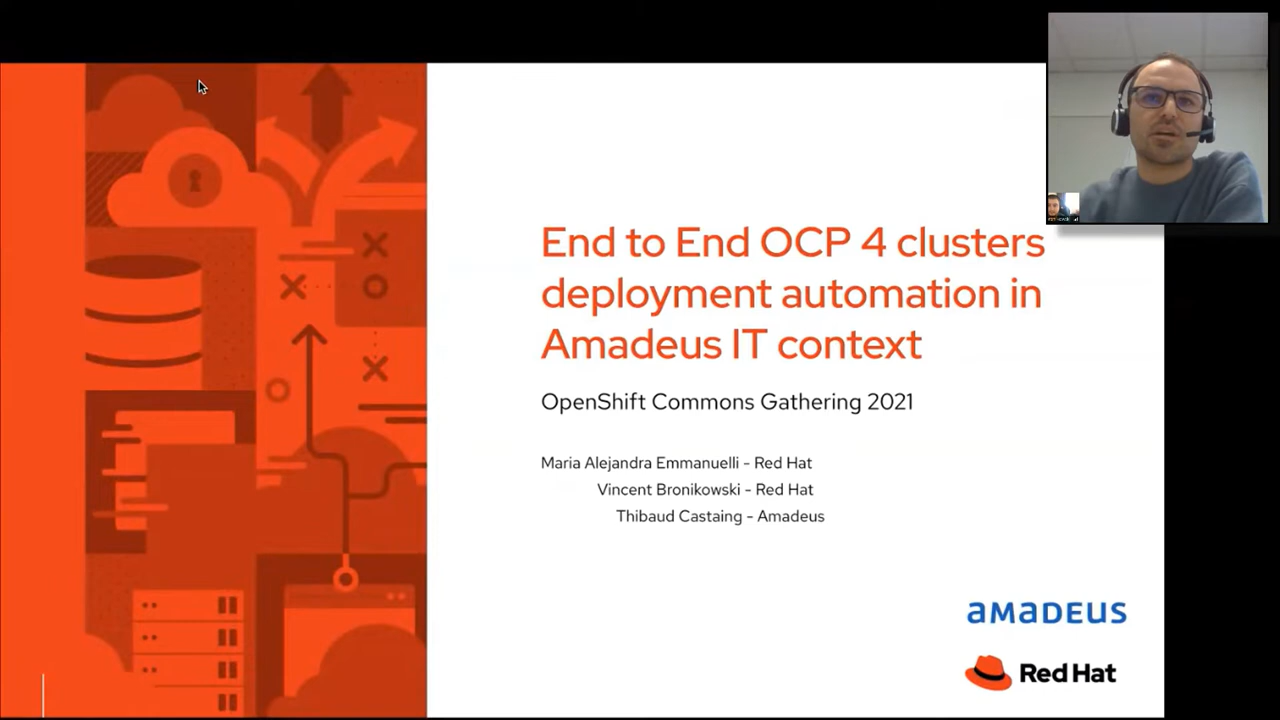 End to End OCP 4 clusters
deployment automation in
Amadeus IT context
OpenShift Commons Gathering 2021
Maria Alejandra Emmanuelli - Red Hat
Vincent Bronikowski - Red Hat
Thibaud Castaing - Amadeus
amadeus
Red Hat